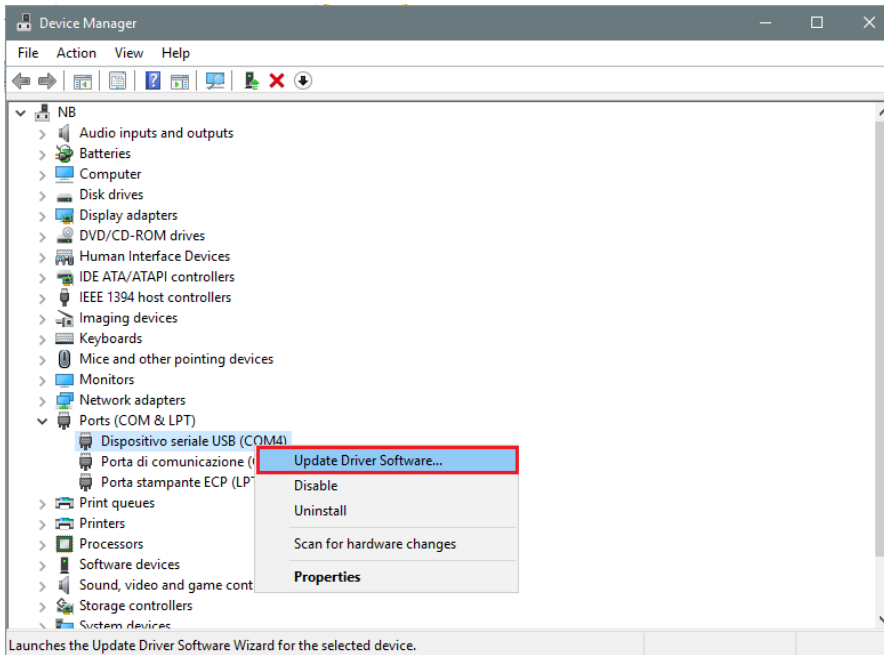 Device Manager
File Action View Help
NB
Audio inputs and outputs
Batteries
Computer
Disk drives
Display adapters
DVD/CD-ROM drives
Human Interface Devices
IDE ATA/ATAPI controllers
IEEE 1394 host controllers
Imaging devices
Keyboards
Mice and other pointing devices
Monitors
Network adapters
Ports (COM & LPT)
Dispositivo seriale USB (COM4)
Update Driver Software...
Porta di comunicazione (
Disable
Porta stampante ECP (LP
Uninstall
Print queues
Printers
Processors
Scan for hardware changes
Software devices
Properties
Sound, video and game cont
Storage controllers
System devices
Launches the Update Driver Software Wizard for the selected device.